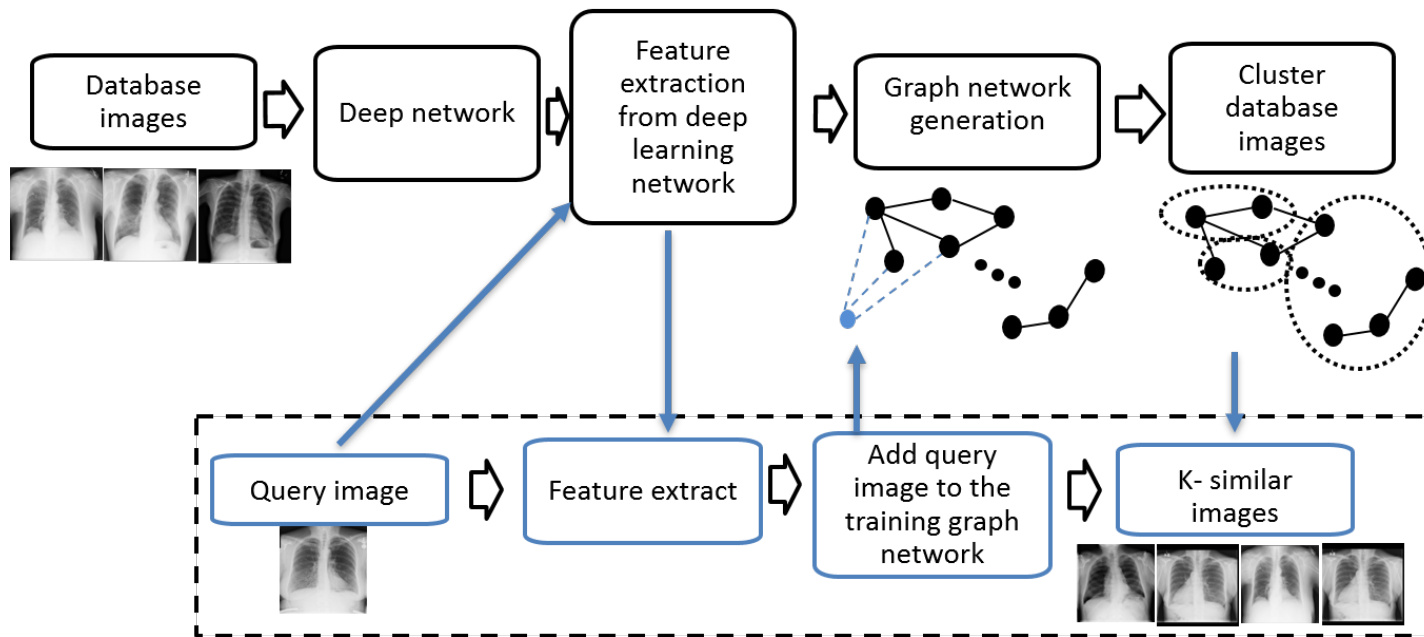 Database
images
Deep network
Feature
extraction
from deep
learning
network
Graph network
generation
Cluster
database
images
Query image
Feature extract
Add query
image to the
training graph
network
K- similar
images